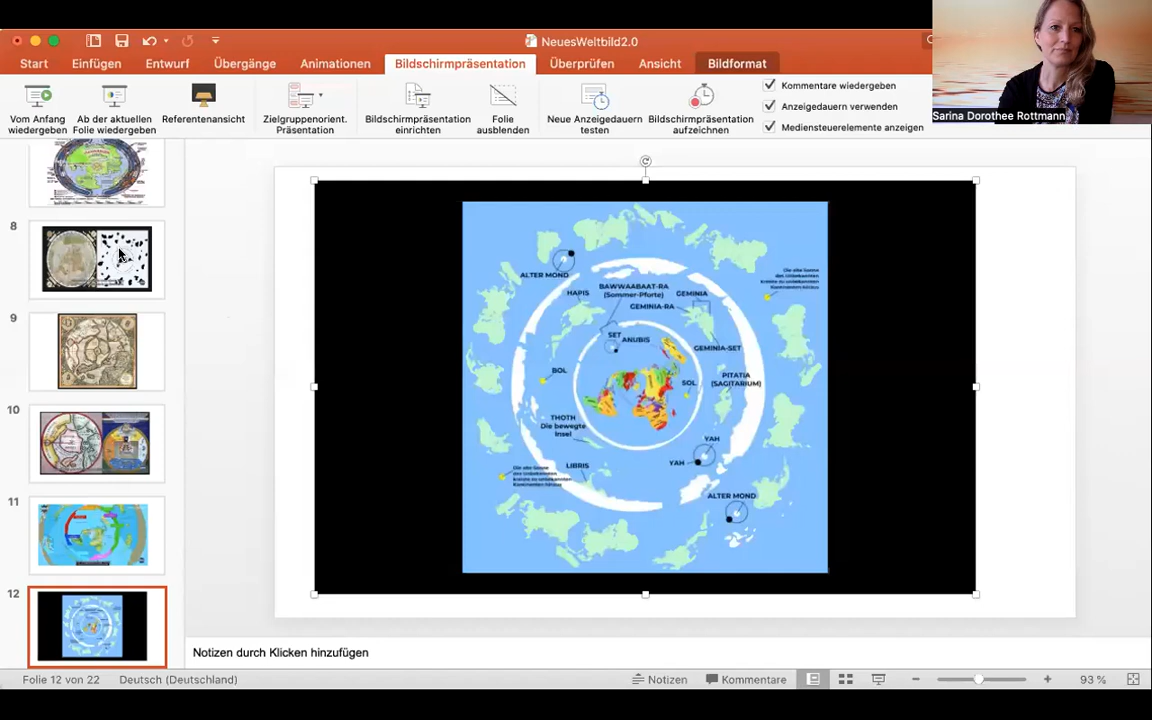 NeuesWeltbild2.0
Start
Einfügen
Entwurf
Übergänge
Animationen
Bildschirmpräsentation
Überprüfen
Ansicht
Bildformat
Vom Anfang
wiedergeben
Ab der aktuellen
Folie wiedergeben
Referentenansicht
Zielgruppenorient.
Präsentation
Bildschirmpräsentation
einrichten
Folie
ausblenden
Neue Anzeigedauern
testen
Bildschirmpräsentation
aufzeichnen
Kommentare wiedergeben
Anzeigedauern verwenden
Mediensteuerelemente anzeigen
Sarina Dorothee Rottmann
8
9
10
11
12
ALTER MOND
HAPIS
BAWWAABAAT-RA
(Sommer-Pforte)
GEMINIA
GEMINIA-RA
SET
ANUBIS
GEMINIA-SET
BOL
SOL
PITATIA
(SAGITARIUM)
THOTH
Die bewegte
Insel
YAH
YAH
LIBRIS
ALTER MOND
Notizen durch Klicken hinzufügen
Folie 12 von 22
Deutsch (Deutschland)
Notizen
Kommentare
93 %